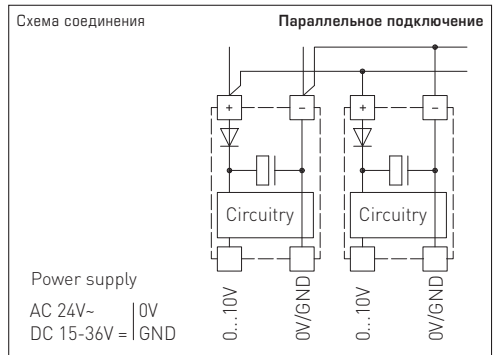 Схема соединения
Параллельное подключение
+ − + −
Circuitry Circuitry
Power supply
AC 24V~ 0V
DC 15-36V = GND
0...10V
0V/GND
0...10V
0V/GND